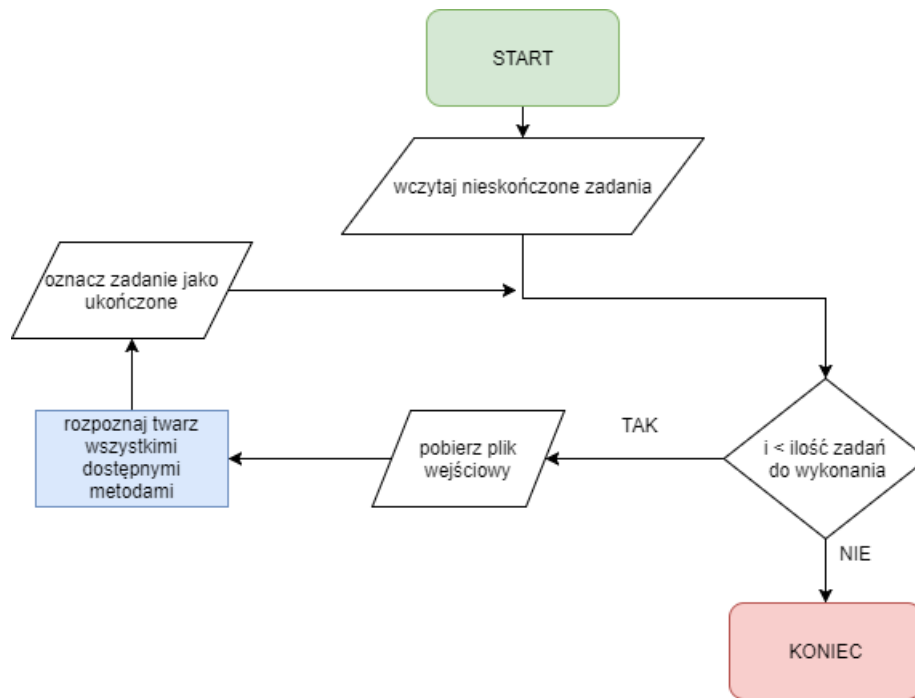 START
wczytaj nieskończone zadania
oznacz zadanie jako
ukończone
rozpoznaj twarz
wszystkimi
dostępnymi
metodami
pobierz plik
wejściowy
TAK
i < ilość zadań
do wykonania
NIE
KONIEC